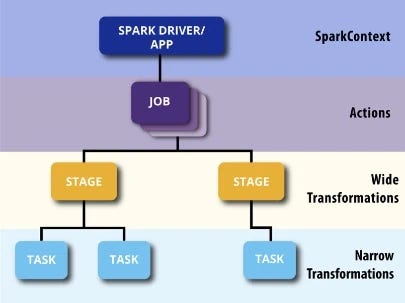 SPARK DRIVER/
APP
SparkContext
JOB
Actions
STAGE
STAGE
Wide
Transformations
TASK
TASK
TASK
Narrow
Transformations